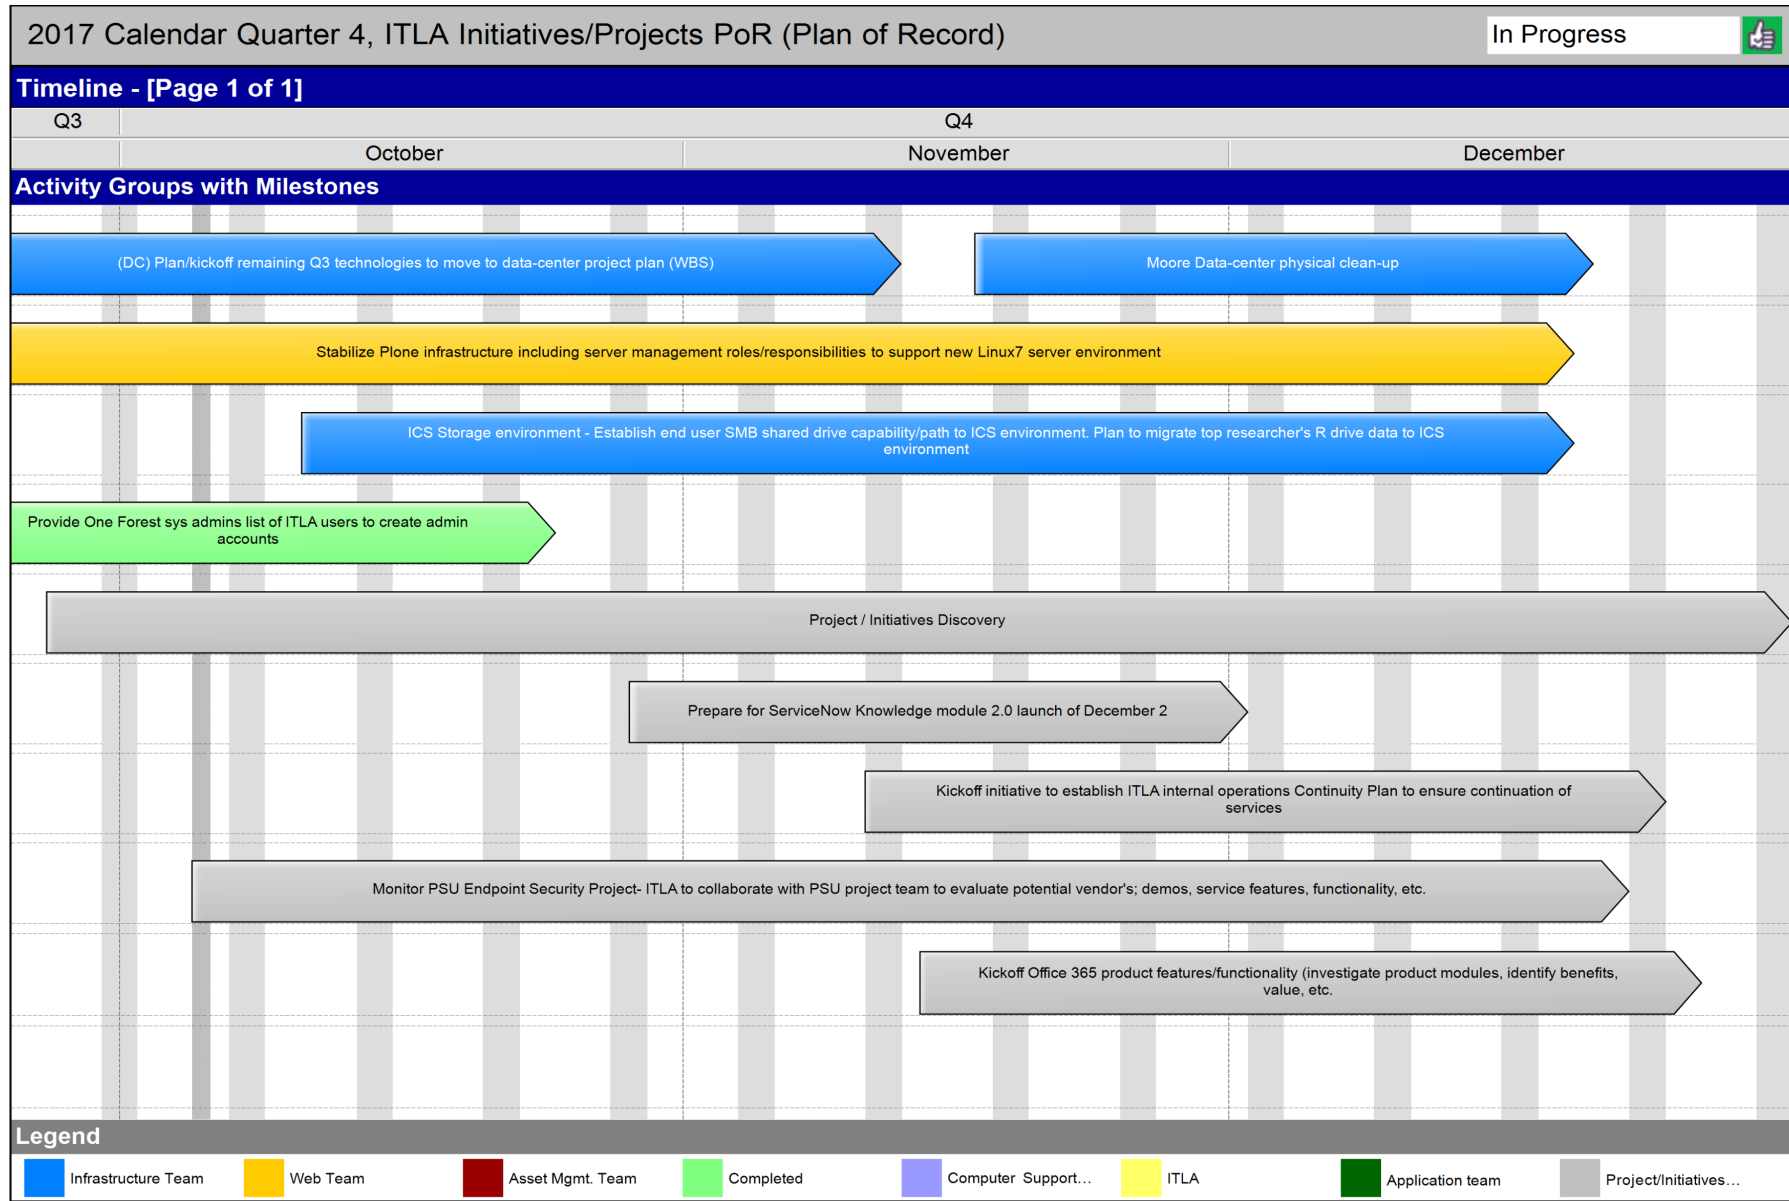 2017 Calendar Quarter 4, ITLA Initiatives/Projects PoR (Plan of Record)
In Progress
Timeline - [Page 1 of 1]
Q3
Q4
October
November
December
Activity Groups with Milestones
(DC) Plan/kickoff remaining Q3 technologies to move to data-center project plan (WBS)
Moore Data-center physical clean-up
Stabilize Plone infrastructure including server management roles/responsibilities to support new Linux7 server environment
ICS Storage environment - Establish end user SMB shared drive capability/path to ICS environment. Plan to migrate top researcher's R drive data to ICS
environment
Provide One Forest sys admins list of ITLA users to create admin
accounts
Project / Initiatives Discovery
Prepare for ServiceNow Knowledge module 2.0 launch of December 2
Kickoff initiative to establish ITLA internal operations Continuity Plan to ensure continuation of
services
Monitor PSU Endpoint Security Project- ITLA to collaborate with PSU project team to evaluate potential vendor's; demos, service features, functionality, etc.
Kickoff Office 365 product features/functionality (investigate product modules, identify benefits,
value, etc.
Legend
Infrastructure Team
Web Team
Asset Mgmt. Team
Completed
Computer Support...
ITLA
Application team
Project/Initiatives...